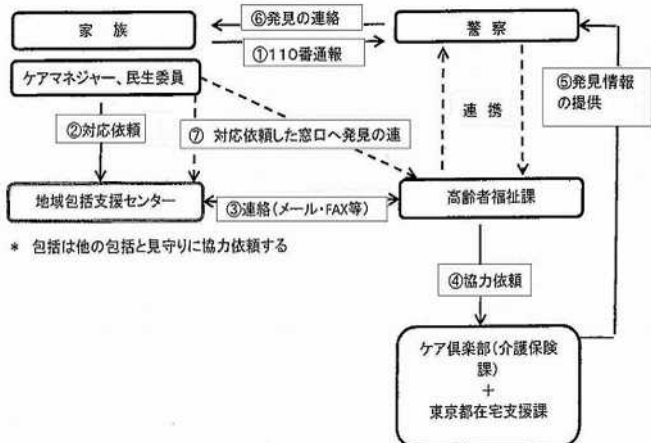 ⑥発見の連絡
家　族
警 察
①110番通報
ケアマネジャー、民生委員
⑤発見情報
の提供
②対応依頼
⑦ 対応依頼した窓口へ発見の連
連 携
地域包括支援センター
③連絡(メール・FAX等)
高齢者福祉課
* 包括は他の包括と見守りに協力依頼する
④協力依頼
ケア倶楽部(介護保険
課)
+
東京都在宅支援課